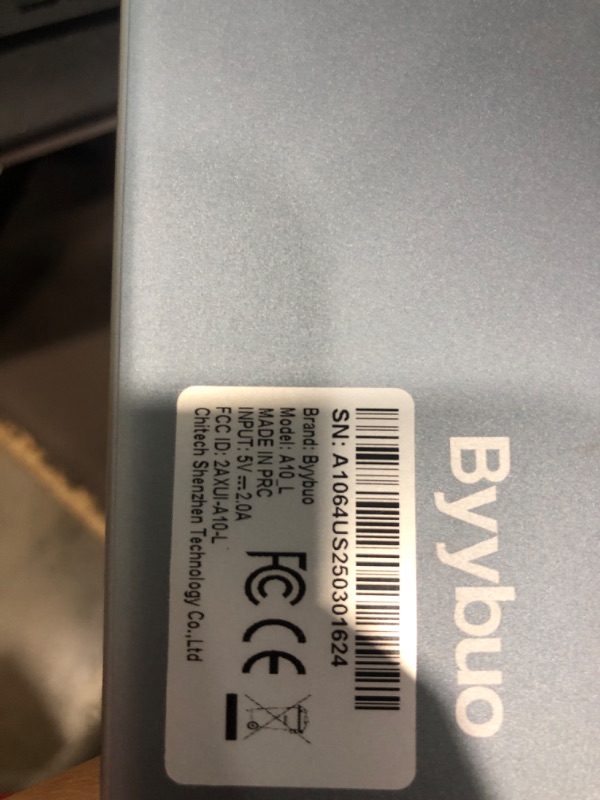 Byybuo
SN: A1064US250301624
Brand: Byybuo
Model: A10_L
MADE IN PRC
INPUT: 5V⎓2.0A
FCC ID: 2AXUI-A10-L
Chitech Shenzhen Technology Co.,Ltd
FC CE